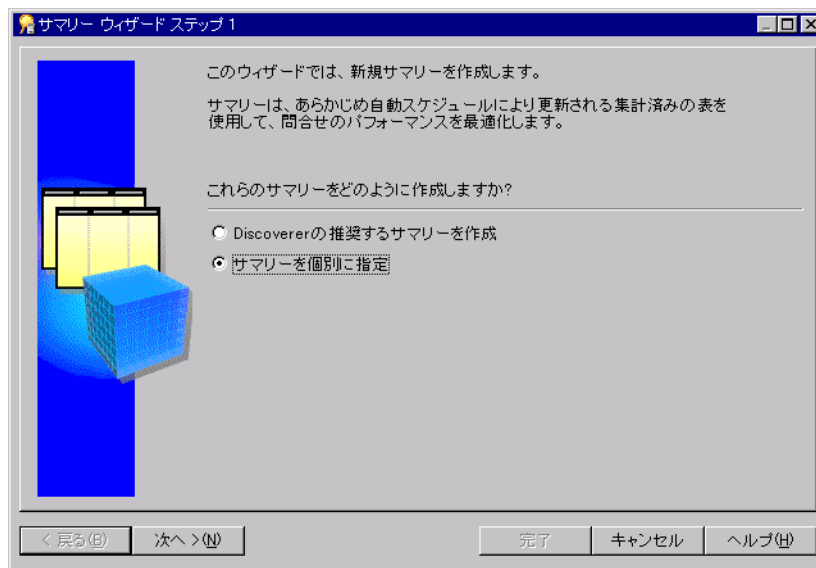 サマリー ウィザード ステップ 1
このウィザードでは、新規サマリーを作成します。
サマリーは、あらかじめ自動スケジュールにより更新される集計済みの表を
使用して、問合せのパフォーマンスを最適化します。
これらのサマリーをどのように作成しますか?
Discovererの推奨するサマリーを作成
サマリーを個別に指定
< 戻る(B)
次へ >(N)
完了
キャンセル
ヘルプ(H)